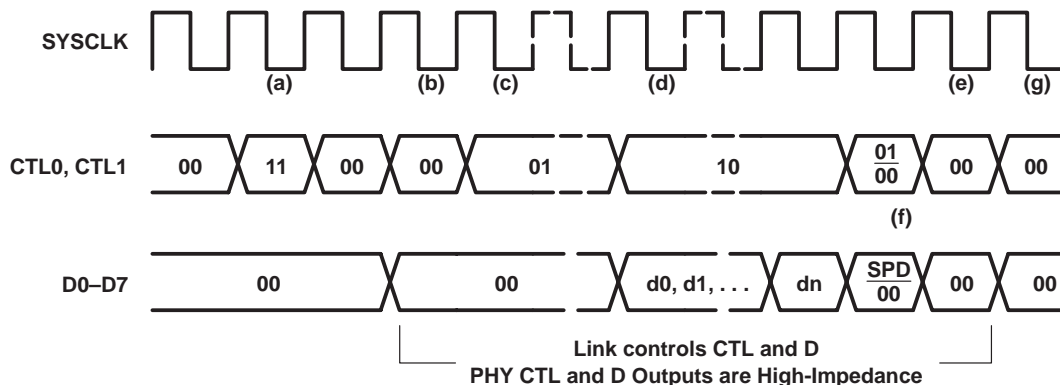 SYSCLK
(a) (b) (c) (d) (e) (g)
CTL0, CTL1 00 11 00 00 01 10 01 00 00
00
(f)
D0–D7 00 00 d0, d1, . . . dn SPD 00 00
00
Link controls CTL and D
PHY CTL and D Outputs are High-Impedance